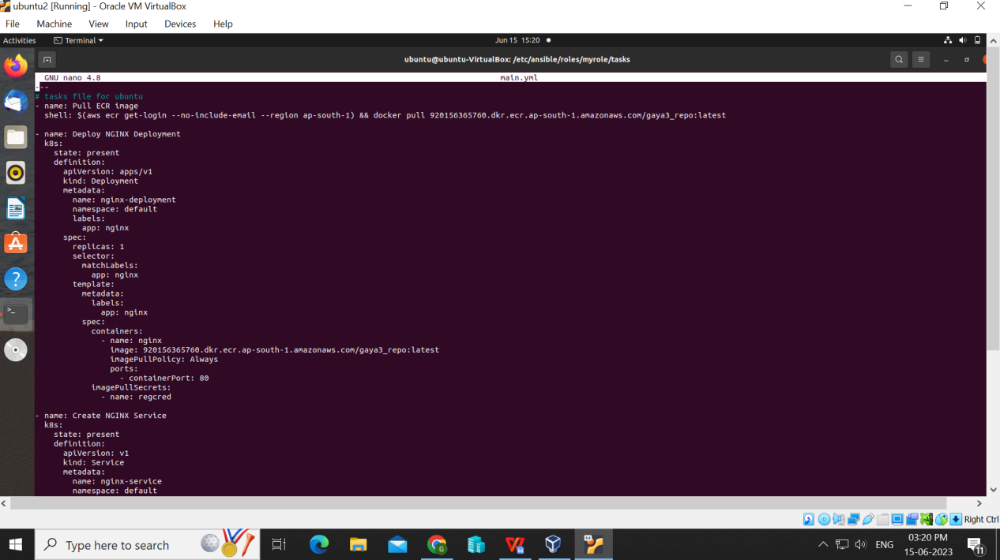 ubuntu2 [Running] - Oracle VM VirtualBox
File Machine View Input Devices Help
Activities Terminal Jun 15 15:20
ubuntu@ubuntu-VirtualBox: /etc/ansible/roles/myrole/tasks
GNU nano 4.8 main.yml
---
# tasks file for ubuntu
- name: Pull ECR image
  shell: $(aws ecr get-login --no-include-email --region ap-south-1) && docker pull 920156365760.dkr.ecr.ap-south-1.amazonaws.com/gaya3_repo:latest
- name: Deploy NGINX Deployment
  k8s:
    state: present
    definition:
      apiVersion: apps/v1
      kind: Deployment
      metadata:
        name: nginx-deployment
        namespace: default
        labels:
          app: nginx
      spec:
        replicas: 1
        selector:
          matchLabels:
            app: nginx
        template:
          metadata:
            labels:
              app: nginx
          spec:
            containers:
              - name: nginx
                image: 920156365760.dkr.ecr.ap-south-1.amazonaws.com/gaya3_repo:latest
                imagePullPolicy: Always
                ports:
                  - containerPort: 80
            imagePullSecrets:
              - name: regcred
- name: Create NGINX Service
  k8s:
    state: present
    definition:
      apiVersion: v1
      kind: Service
      metadata:
        name: nginx-service
        namespace: default
Right Ctrl
Type here to search
ENG
03:20 PM
15-06-2023
11